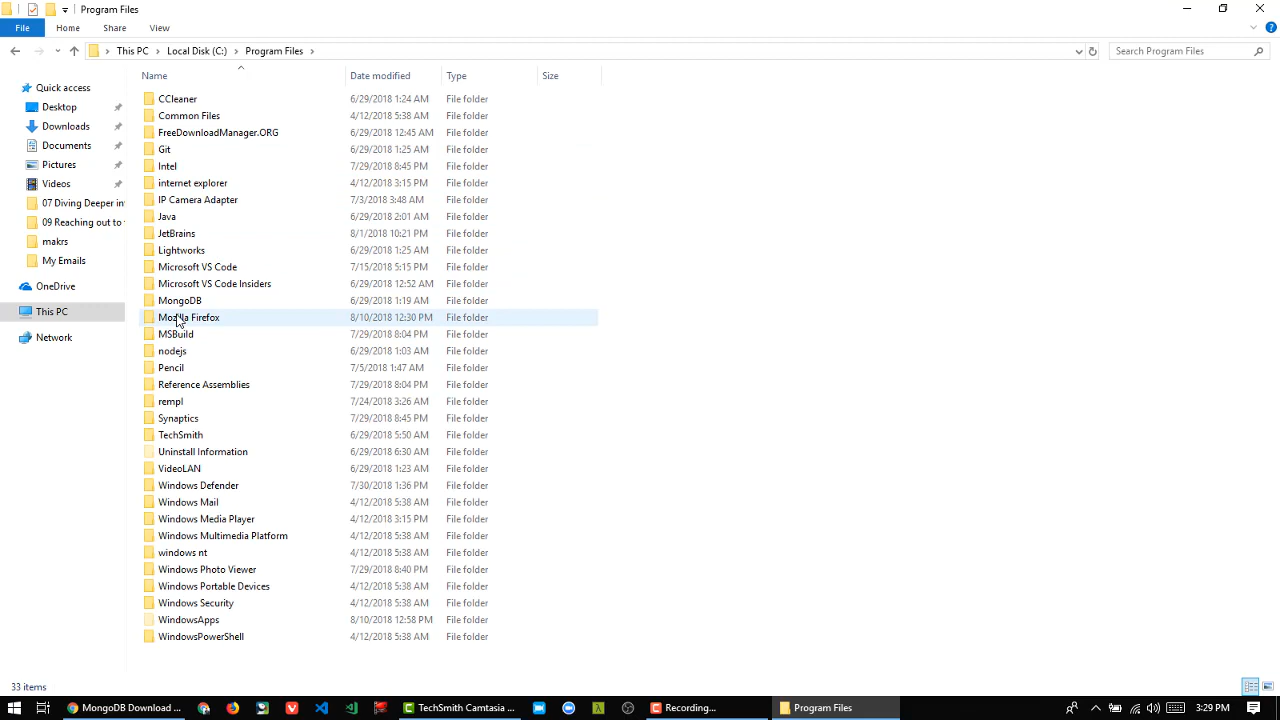 Program Files
File Home Share View
This PC Local Disk (C:) Program Files Search Program Files
Name Date modified Type Size
Quick access
Desktop
Downloads
Documents
Pictures
Videos
07 Diving Deeper in
09 Reaching out to
makrs
My Emails
OneDrive
This PC
Network
CCleaner 6/29/2018 1:24 AM File folder
Common Files 4/12/2018 5:38 AM File folder
FreeDownloadManager.ORG 6/29/2018 12:45 AM File folder
Git 6/29/2018 1:25 AM File folder
Intel 7/29/2018 8:45 PM File folder
internet explorer 4/12/2018 3:15 PM File folder
IP Camera Adapter 7/3/2018 3:48 AM File folder
Java 6/29/2018 2:01 AM File folder
JetBrains 8/1/2018 10:21 PM File folder
Lightworks 6/29/2018 1:25 AM File folder
Microsoft VS Code 7/15/2018 5:15 PM File folder
Microsoft VS Code Insiders 6/29/2018 12:52 AM File folder
MongoDB 6/29/2018 1:19 AM File folder
Mozilla Firefox 8/10/2018 12:30 PM File folder
MSBuild 7/29/2018 8:04 PM File folder
nodejs 6/29/2018 1:03 AM File folder
Pencil 7/5/2018 1:47 AM File folder
Reference Assemblies 7/29/2018 8:04 PM File folder
rempl 7/24/2018 3:26 AM File folder
Synaptics 7/29/2018 8:45 PM File folder
TechSmith 6/29/2018 5:50 AM File folder
Uninstall Information 6/29/2018 6:30 AM File folder
VideoLAN 6/29/2018 1:23 AM File folder
Windows Defender 7/30/2018 1:36 PM File folder
Windows Mail 4/12/2018 5:38 AM File folder
Windows Media Player 4/12/2018 3:15 PM File folder
Windows Multimedia Platform 4/12/2018 5:38 AM File folder
windows nt 4/12/2018 5:38 AM File folder
Windows Photo Viewer 7/29/2018 8:40 PM File folder
Windows Portable Devices 4/12/2018 5:38 AM File folder
Windows Security 4/12/2018 5:38 AM File folder
WindowsApps 8/10/2018 12:58 PM File folder
WindowsPowerShell 4/12/2018 5:38 AM File folder
33 items
MongoDB Download ... TechSmith Camtasia ... Recording... Program Files 3:29 PM